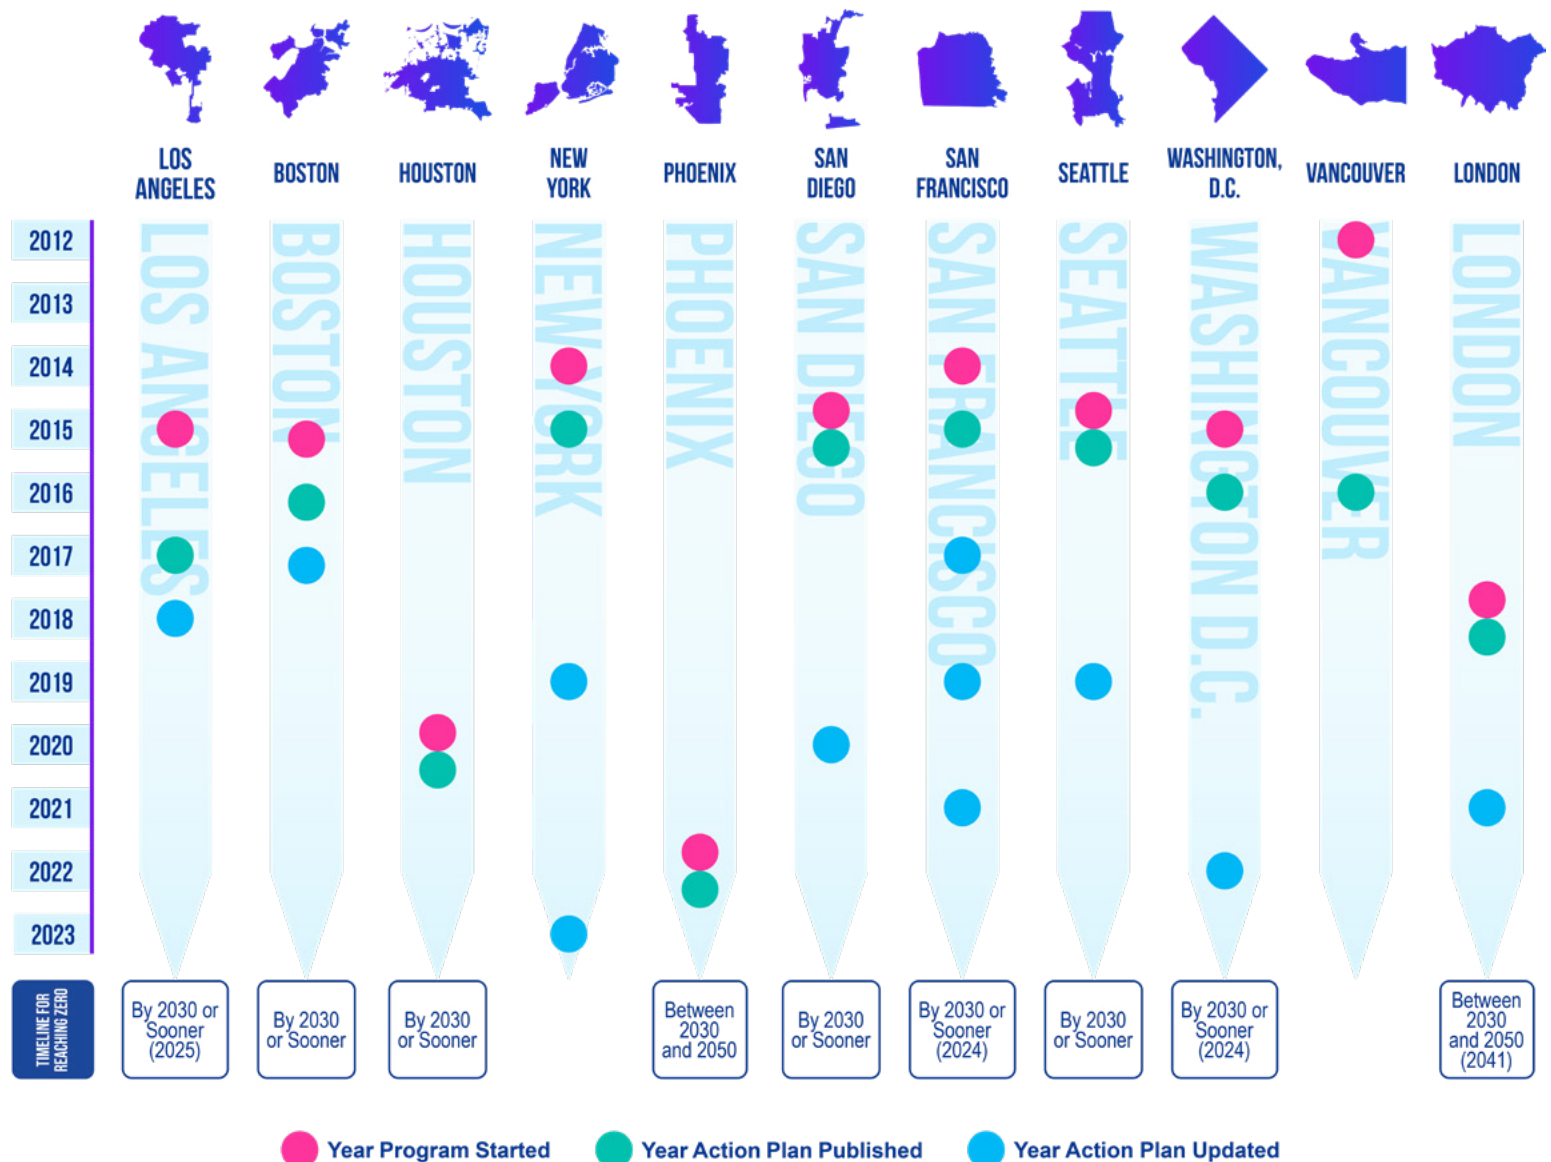 LOS
ANGELES
BOSTON
HOUSTON
NEW
YORK
PHOENIX
SAN
DIEGO
SAN
FRANCISCO
SEATTLE
WASHINGTON,
D.C.
VANCOUVER
LONDON
LOS ANGELES
BOSTON
HOUSTON
NEW YORK
PHOENIX
SAN DIEGO
SAN FRANCISCO
SEATTLE
WASHINGTON D.C.
VANCOUVER
LONDON
2012
2013
2014
2015
2016
2017
2018
2019
2020
2021
2022
2023
TIMELINE FOR
REACHING ZERO
By 2030 or
Sooner
(2025)
By 2030
or Sooner
By 2030
or Sooner
Between
2030
and 2050
By 2030
or Sooner
By 2030 or
Sooner
(2024)
By 2030
or Sooner
By 2030 or
Sooner
(2024)
Between
2030
and 2050
(2041)
Year Program Started
Year Action Plan Published
Year Action Plan Updated